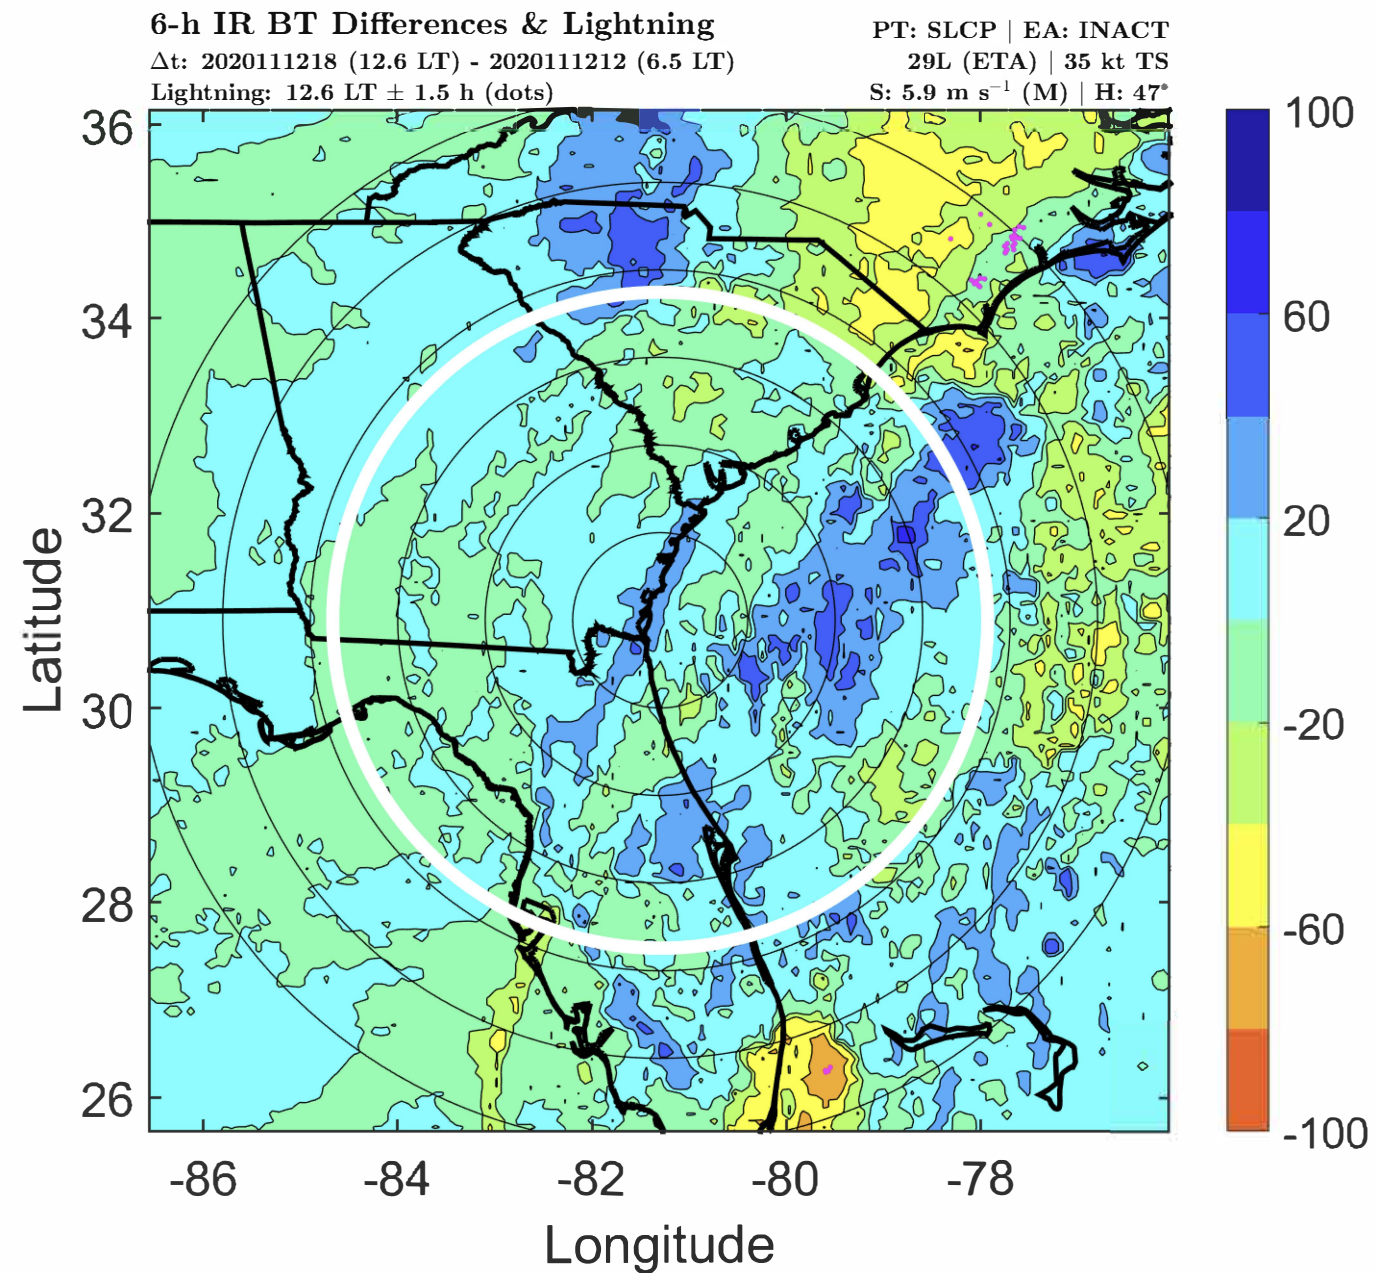 6-h IR BT Differences & Lightning
PT: SLCP | EA: INACT
Δt: 2020111218 (12.6 LT) - 2020111212 (6.5 LT)
29L (ETA) | 35 kt TS
Lightning: 12.6 LT ± 1.5 h (dots)
S: 5.9 m s⁻¹ (M) | H: 47°
36
34
32
30
28
26
Latitude
-86
-84
-82
-80
-78
Longitude
100
60
20
-20
-60
-100